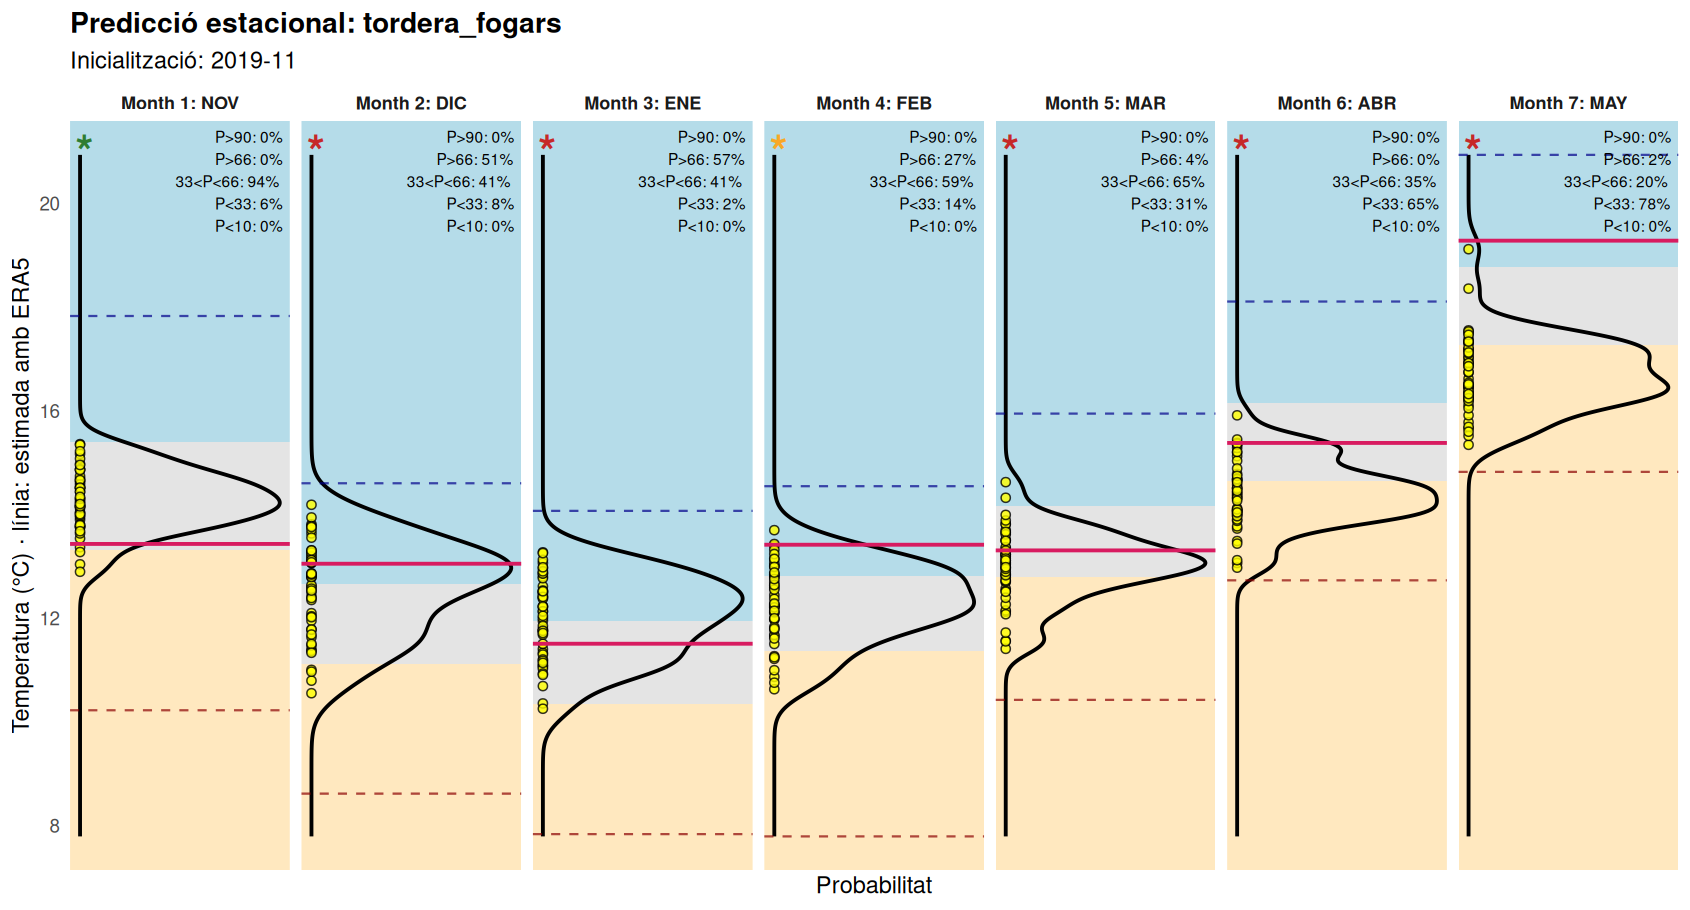 Predicció estacional: tordera_fogars
Inicialització: 2019-11
Month 1: NOV
Month 2: DIC
Month 3: ENE
Month 4: FEB
Month 5: MAR
Month 6: ABR
Month 7: MAY
*
P>90: 0%
P>66: 0%
33<P<66: 94%
P<33: 6%
P<10: 0%
*
P>90: 0%
P>66: 51%
33<P<66: 41%
P<33: 8%
P<10: 0%
*
P>90: 0%
P>66: 57%
33<P<66: 41%
P<33: 2%
P<10: 0%
*
P>90: 0%
P>66: 27%
33<P<66: 59%
P<33: 14%
P<10: 0%
*
P>90: 0%
P>66: 4%
33<P<66: 65%
P<33: 31%
P<10: 0%
*
P>90: 0%
P>66: 0%
33<P<66: 35%
P<33: 65%
P<10: 0%
*
P>90: 0%
P>66: 2%
33<P<66: 20%
P<33: 78%
P<10: 0%
20
16
12
8
Temperatura (°C) · línia: estimada amb ERA5
Probabilitat